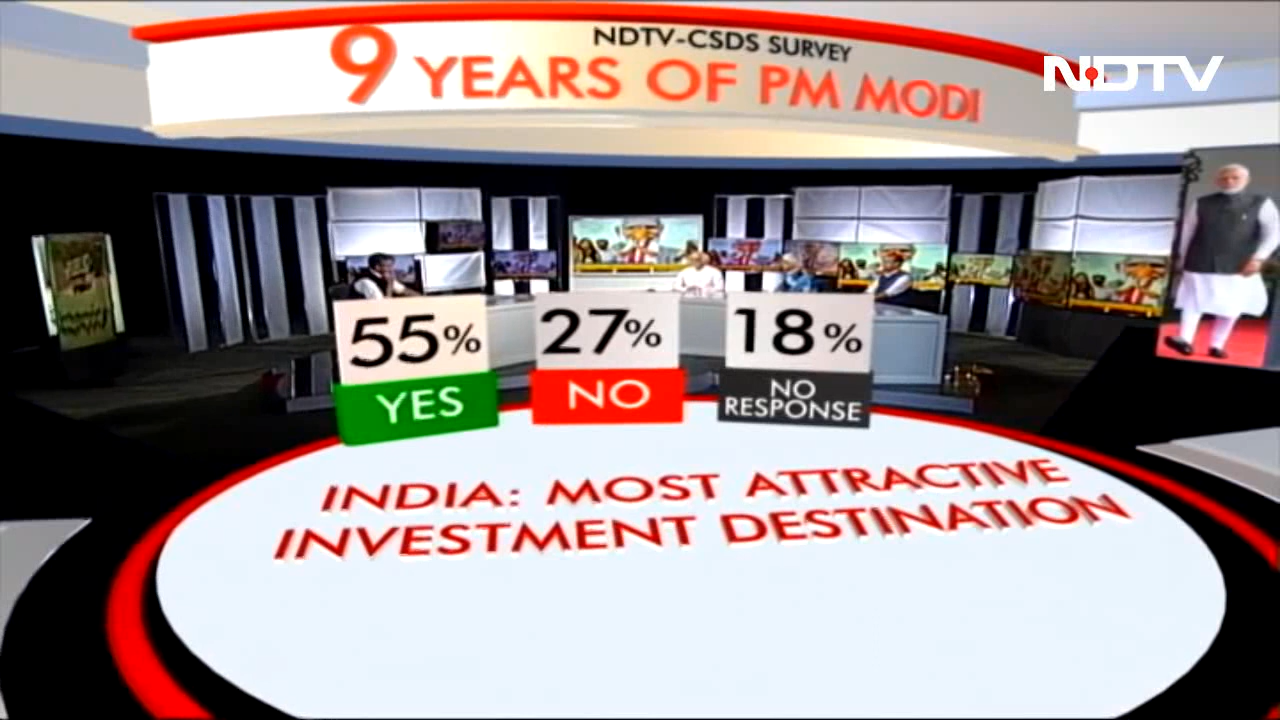 NDTV-CSDS SURVEY
9 YEARS OF PM MODI
NDTV
55%
YES
27%
NO
18%
NO
RESPONSE
INDIA: MOST ATTRACTIVE
INVESTMENT DESTINATION